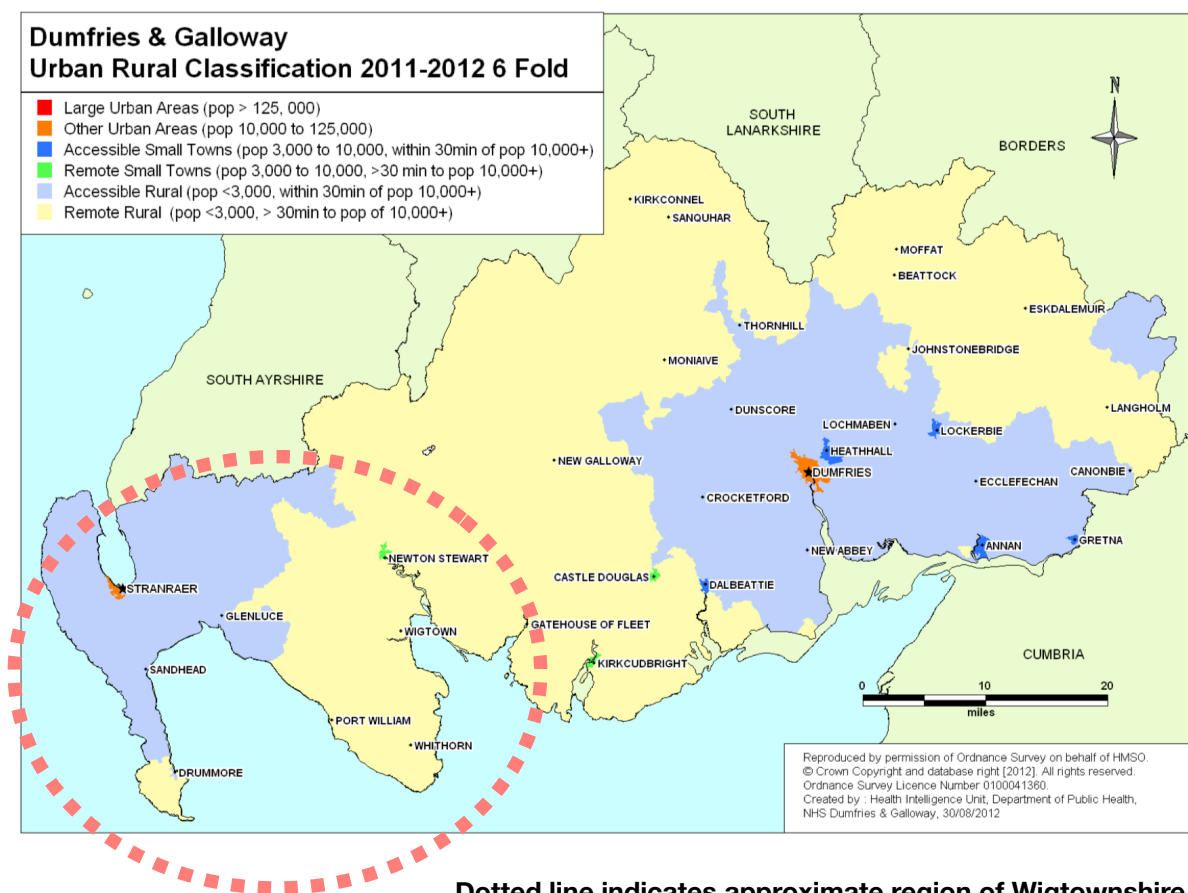 Dumfries & Galloway
Urban Rural Classification 2011-2012 6 Fold
Large Urban Areas (pop > 125, 000)
Other Urban Areas (pop 10,000 to 125,000)
Accessible Small Towns (pop 3,000 to 10,000, within 30min of pop 10,000+)
Remote Small Towns (pop 3,000 to 10,000, >30 min to pop 10,000+)
Accessible Rural (pop <3,000, within 30min of pop 10,000+)
Remote Rural (pop <3,000, > 30min to pop of 10,000+)
N
SOUTH
LANARKSHIRE
BORDERS
KIRKCONNEL
SANQUHAR
MOFFAT
BEATTOCK
ESKDALEMUIR
THORNHILL
JOHNSTONEBRIDGE
MONIAIVE
SOUTH AYRSHIRE
DUNSCORE
LANGHOLM
LOCHMABEN
LOCKERBIE
HEATHHALL
NEW GALLOWAY
DUMFRIES
CANONBIE
ECCLEFECHAN
CROCKETFORD
NEW ABBEY
ANNAN
GRETNA
NEWTON STEWART
CASTLE DOUGLAS
DALBEATTIE
STRANRAER
GLENLUCE
GATEHOUSE OF FLEET
WIGTOWN
KIRKCUDBRIGHT
CUMBRIA
SANDHEAD
0 10 20
miles
PORT WILLIAM
WHITHORN
DRUMMORE
Reproduced by permission of Ordnance Survey on behalf of HMSO.
© Crown Copyright and database right [2012]. All rights reserved.
Ordnance Survey Licence Number 0100041360.
Created by : Health Intelligence Unit, Department of Public Health,
NHS Dumfries & Galloway, 30/08/2012
Dotted line indicates approximate region of Wigtownshire